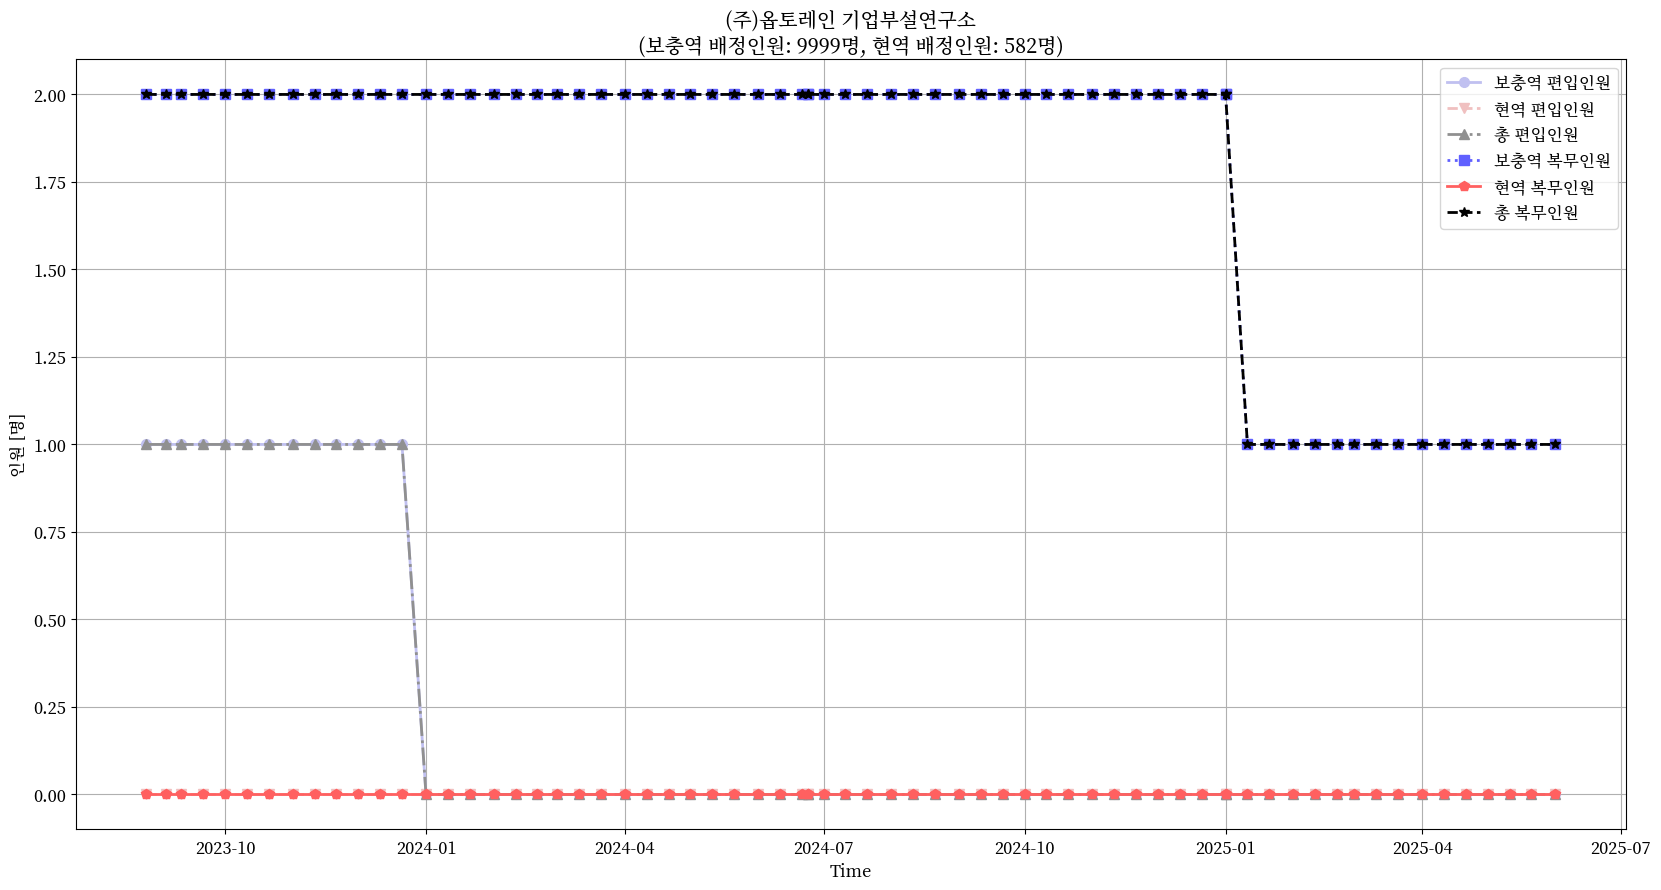 (주)옵토레인 기업부설연구소
(보충역 배정인원: 9999명, 현역 배정인원: 582명)
보충역 편입인원
현역 편입인원
총 편입인원
보충역 복무인원
현역 복무인원
총 복무인원
인원 [명]
2.00
1.75
1.50
1.25
1.00
0.75
0.50
0.25
0.00
2023-10
2024-01
2024-04
2024-07
2024-10
2025-01
2025-04
2025-07
Time